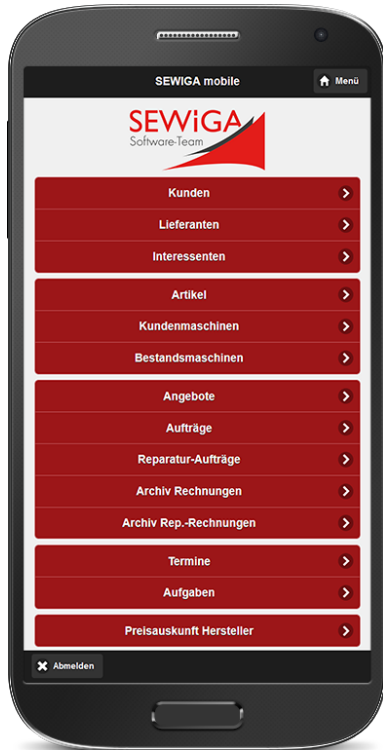 SEWIGA mobile
Menü
SEWiGA
Software-Team
Kunden
Lieferanten
Interessenten
Artikel
Kundenmaschinen
Bestandsmaschinen
Angebote
Aufträge
Reparatur-Aufträge
Archiv Rechnungen
Archiv Rep.-Rechnungen
Termine
Aufgaben
Preisauskunft Hersteller
Abmelden